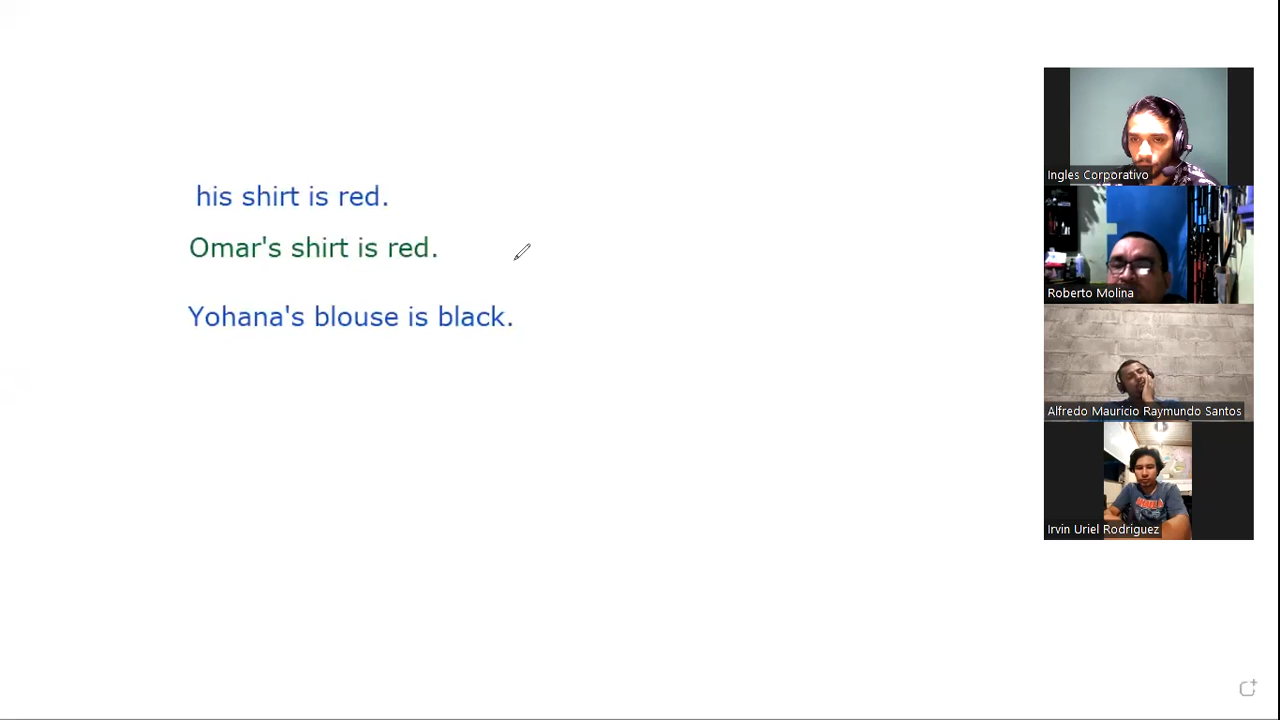 his shirt is red.
Omar's shirt is red.
Yohana's blouse is black.
Ingles Corporativo
Roberto Molina
Alfredo Mauricio Raymundo Santos
Irvin Uriel Rodriguez